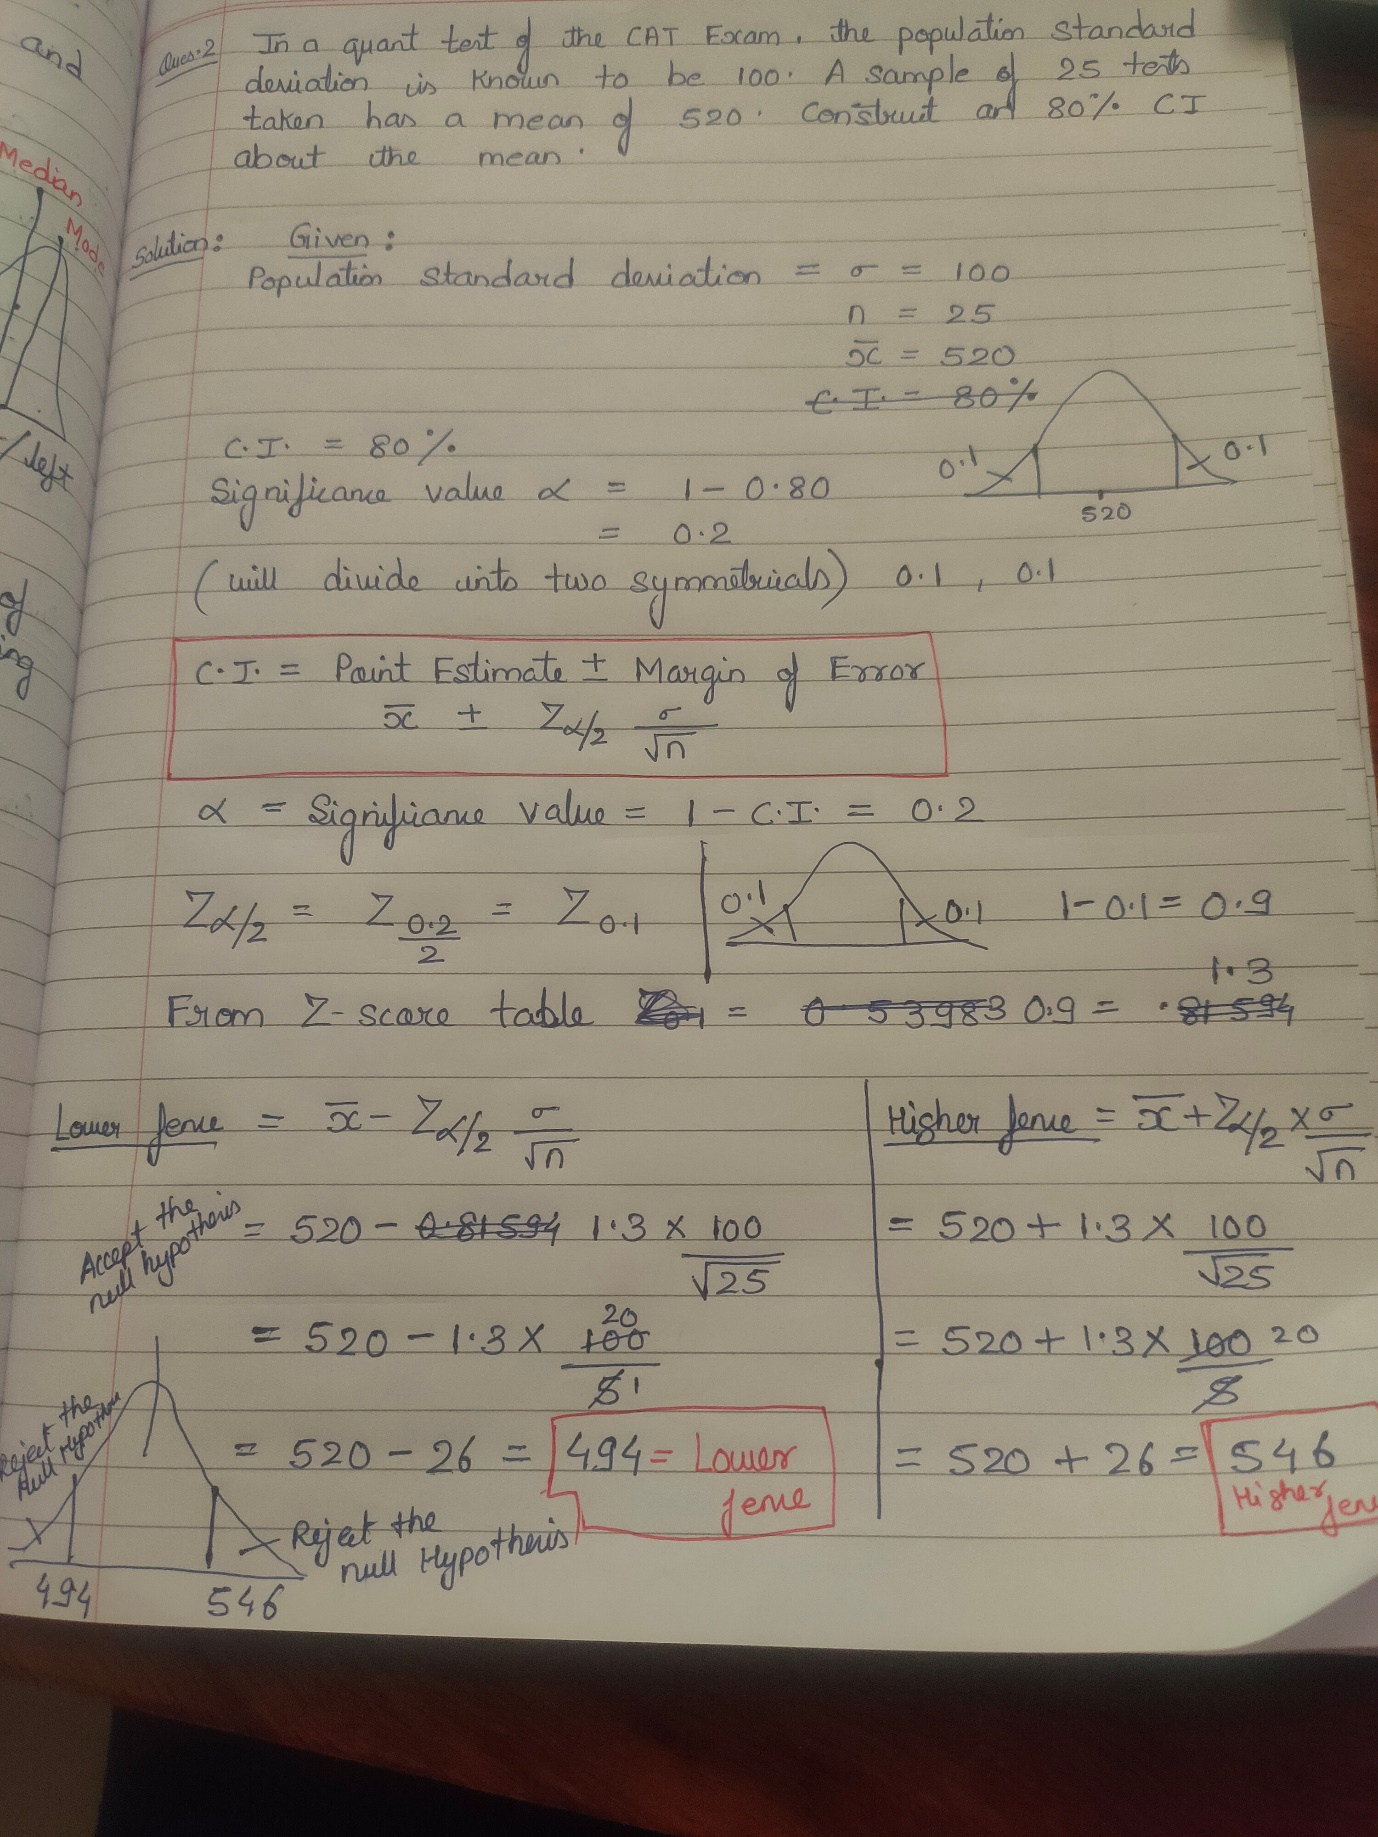 and
Median
Mode
left
of
ing
Ques:2 In a quant test of the CAT Exam, the population standard
deviation is known to be 100. A sample of 25 tests
taken has a mean of 520. Construct an 80% CI
about the mean.
Solution: Given:
Population standard deviation = σ = 100
n = 25
x̄ = 520
C.I. = 80%
C.I. = 80%
0.1 0.1
520
Significance value α = 1 - 0.80
= 0.2
(will divide into two symmetricals) 0.1, 0.1
C.I. = Point Estimate ± Margin of Error
x̄ ± Zα/2 σ/√n
α = Significance value = 1 - C.I. = 0.2
Zα/2 = Z0.2/2 = Z0.1 0.1 0.1 1-0.1 = 0.9
1.3
From Z-score table = 0.53983 0.9 = .81594
Lower fence = x̄ - Zα/2 σ/√n
Accept the
null hypothesis
= 520 - 0.81594 1.3 × 100/√25
= 520 - 1.3 × 100/5 20 1
= 520 - 26 = 494 = Lower
fence
Higher fence = x̄ + Zα/2 × σ/√n
= 520 + 1.3 × 100/√25
= 520 + 1.3 × 100/5 20
= 520 + 26 = 546
Higher fen
Reject the
null Hypothesis
Reject the
null Hypothesis
494 546